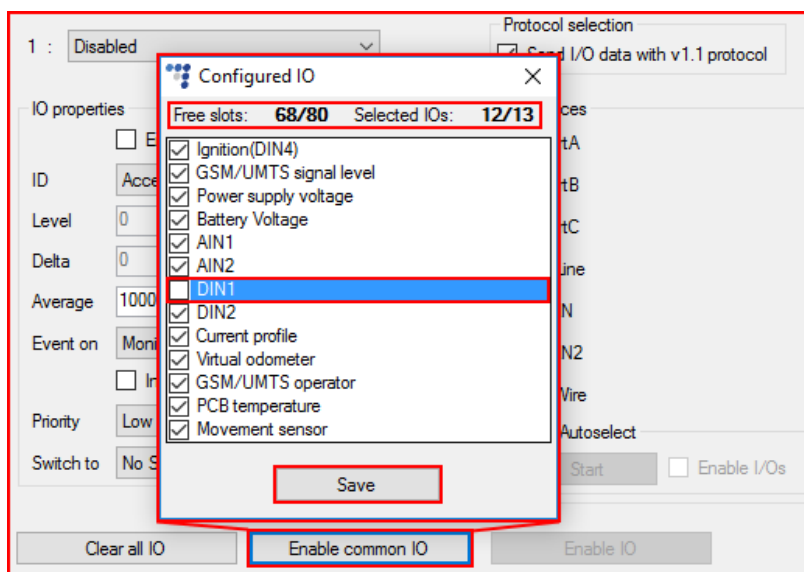 Protocol selection
1 : Disabled
Send I/O data with v1.1 protocol
Configured IO
Free slots: 68/80 Selected IOs: 12/13
IO properties
ID
Level 0
Delta 0
Average 1000
Event on
Priority Low
Switch to
Ignition(DIN4)
GSM/UMTS signal level
Power supply voltage
Battery Voltage
AIN1
AIN2
DIN1
DIN2
Current profile
Virtual odometer
GSM/UMTS operator
PCB temperature
Movement sensor
Save
Autoselect
Start Enable I/Os
Clear all IO Enable common IO Enable IO